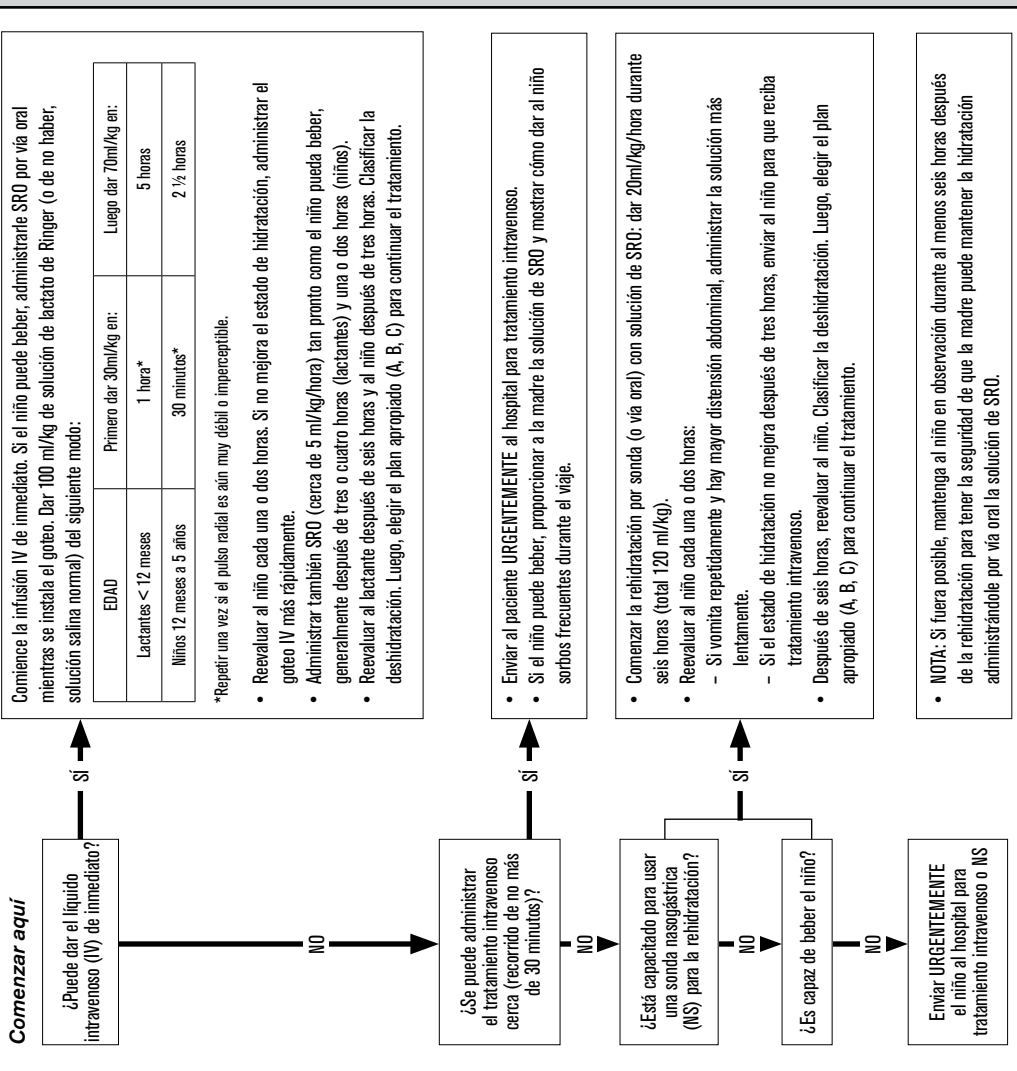 Comenzar aquí
¿Puede dar el líquido
intravenoso (IV) de inmediato?
SÍ
Comience la infusión IV de inmediato. Si el niño puede beber, administrarle SRO por vía oral
mientras se instala el goteo. Dar 100 ml/kg de solución de lactato de Ringer (o de no haber,
solución salina normal) del siguiente modo:
EDAD Primero dar 30ml/kg en: Luego dar 70ml/kg en:
Lactantes < 12 meses 1 hora* 5 horas
Niños 12 meses a 5 años 30 minutos* 2 ½ horas
*Repetir una vez si el pulso radial es aún muy débil o imperceptible.
• Reevaluar al niño cada una o dos horas. Si no mejora el estado de hidratación, administrar el
goteo IV más rápidamente.
• Administrar también SRO (cerca de 5 ml/kg/hora) tan pronto como el niño pueda beber,
generalmente después de tres o cuatro horas (lactantes) y una o dos horas (niños).
• Reevaluar al lactante después de seis horas y al niño después de tres horas. Clasificar la
deshidratación. Luego, elegir el plan apropiado (A, B, C) para continuar el tratamiento.
NO
¿Se puede administrar
el tratamiento intravenoso
cerca (recorrido de no más
de 30 minutos)?
SÍ
• Enviar al paciente URGENTEMENTE al hospital para tratamiento intravenoso.
• Si el niño puede beber, proporcionar a la madre la solución de SRO y mostrar cómo dar al niño
sorbos frecuentes durante el viaje.
NO
¿Está capacitado para usar
una sonda nasogástrica
(NS) para la rehidratación?
NO
¿Es capaz de beber el niño?
SÍ
• Comenzar la rehidratación por sonda (o vía oral) con solución de SRO: dar 20ml/kg/hora durante
seis horas (total 120 ml/kg).
• Reevaluar al niño cada una o dos horas:
– Si vomita repetidamente y hay mayor distensión abdominal, administrar la solución más
lentamente.
– Si el estado de hidratación no mejora después de tres horas, enviar al niño para que reciba
tratamiento intravenoso.
• Después de seis horas, reevaluar al niño. Clasificar la deshidratación. Luego, elegir el plan
apropiado (A, B, C) para continuar el tratamiento.
NO
Enviar URGENTEMENTE
el niño al hospital para
tratamiento intravenoso o NS
• NOTA: Si fuera posible, mantenga al niño en observación durante al menos seis horas después
de la rehidratación para tener la seguridad de que la madre puede mantener la hidratación
administrándole por vía oral la solución de SRO.